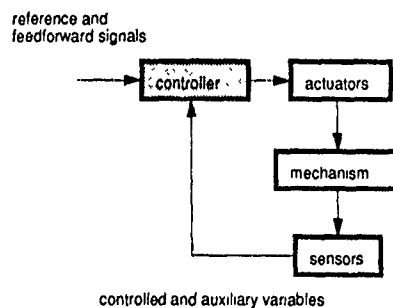 reference and
feedforward signals
controller
actuators
mechanism
sensors
controlled and auxiliary variables